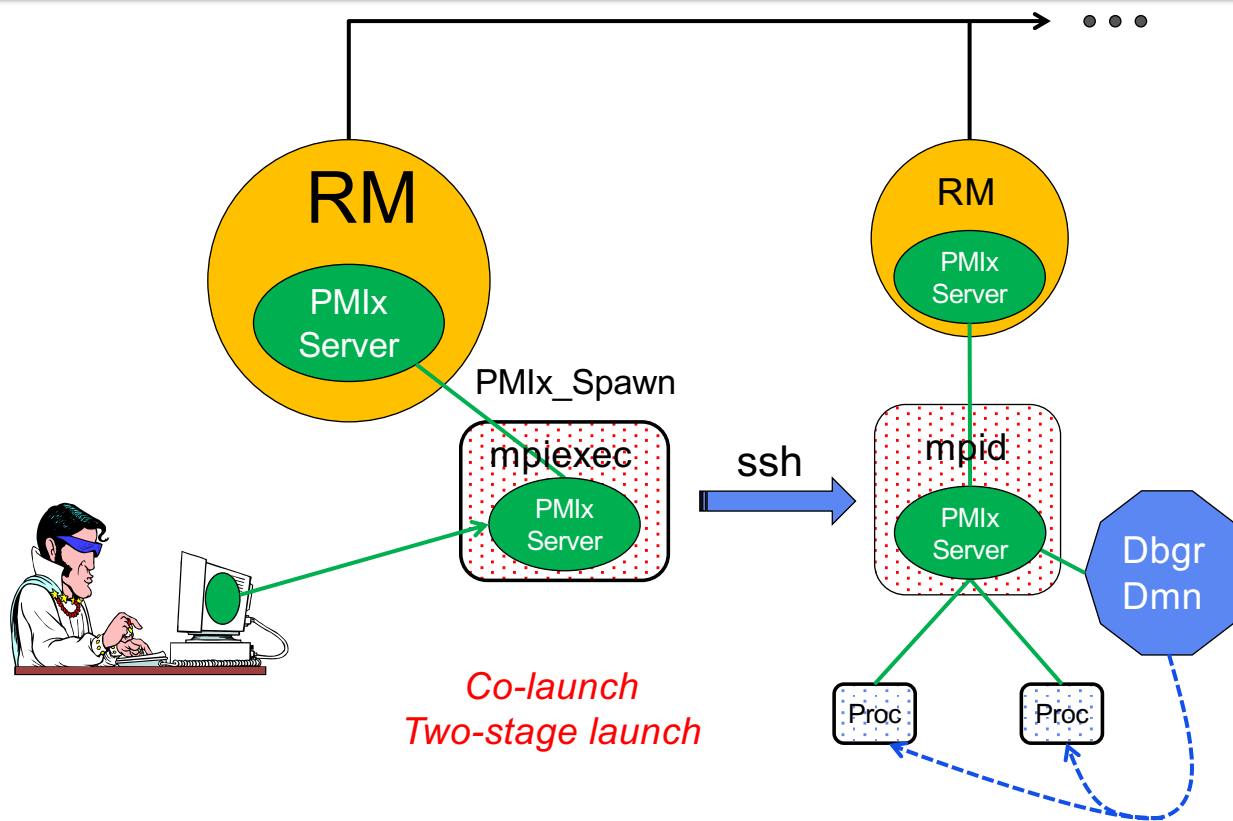 RM
PMIx
Server
RM
PMIx
Server
PMIx_Spawn
mpiexec
PMIx
Server
ssh
mpid
PMIx
Server
Dbgr
Dmn
Proc
Proc
Co-launch
Two-stage launch